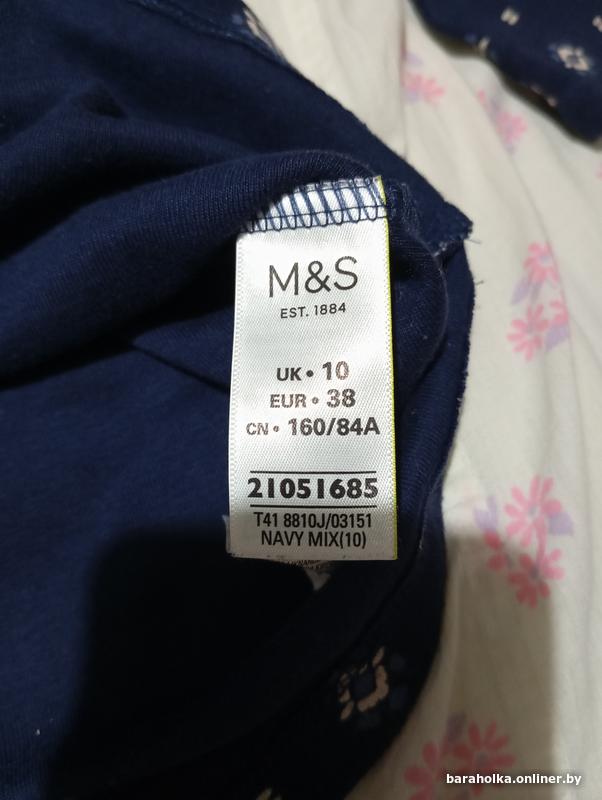 M&S
EST. 1884
UK • 10
EUR • 38
CN • 160/84A
21051685
T41 8810J/03151
NAVY MIX(10)
baraholka.onliner.by